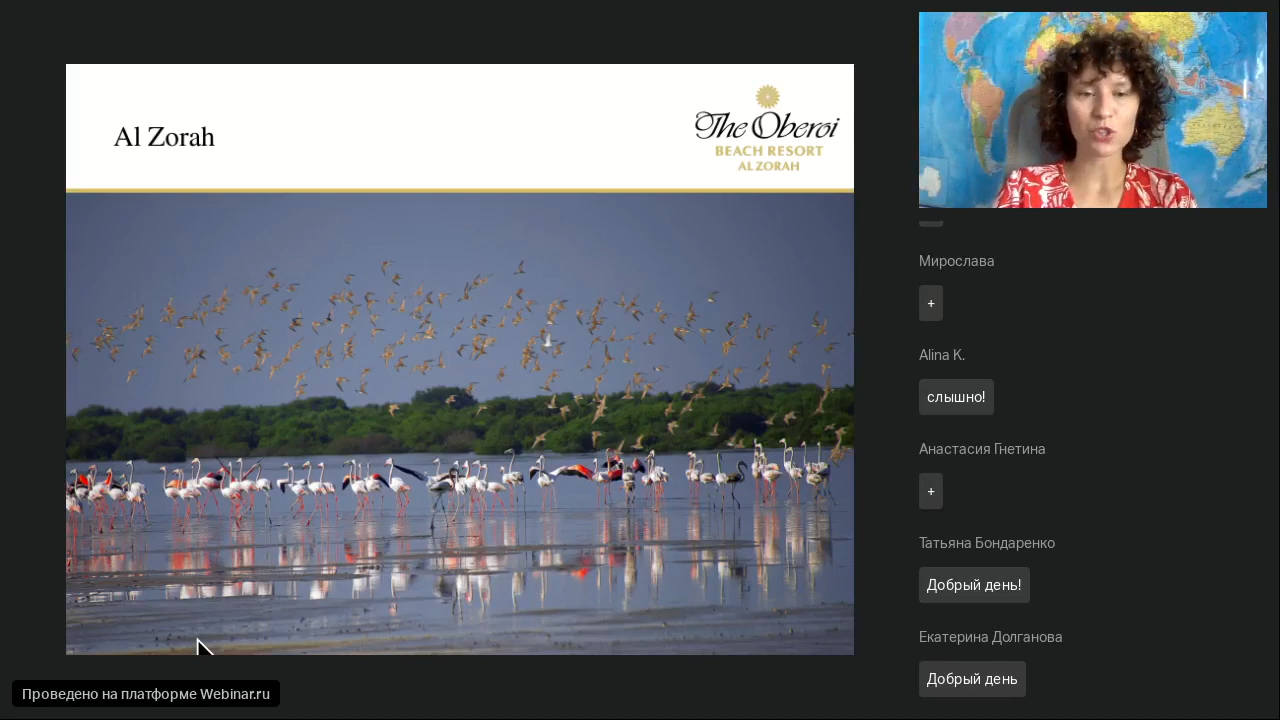 Al Zorah
The Oberoi
BEACH RESORT
AL ZORAH
Мирослава
+
Alina K.
слышно!
Анастасия Гнетина
+
Татьяна Бондаренко
Добрый день!
Екатерина Долганова
Добрый день
Проведено на платформе Webinar.ru